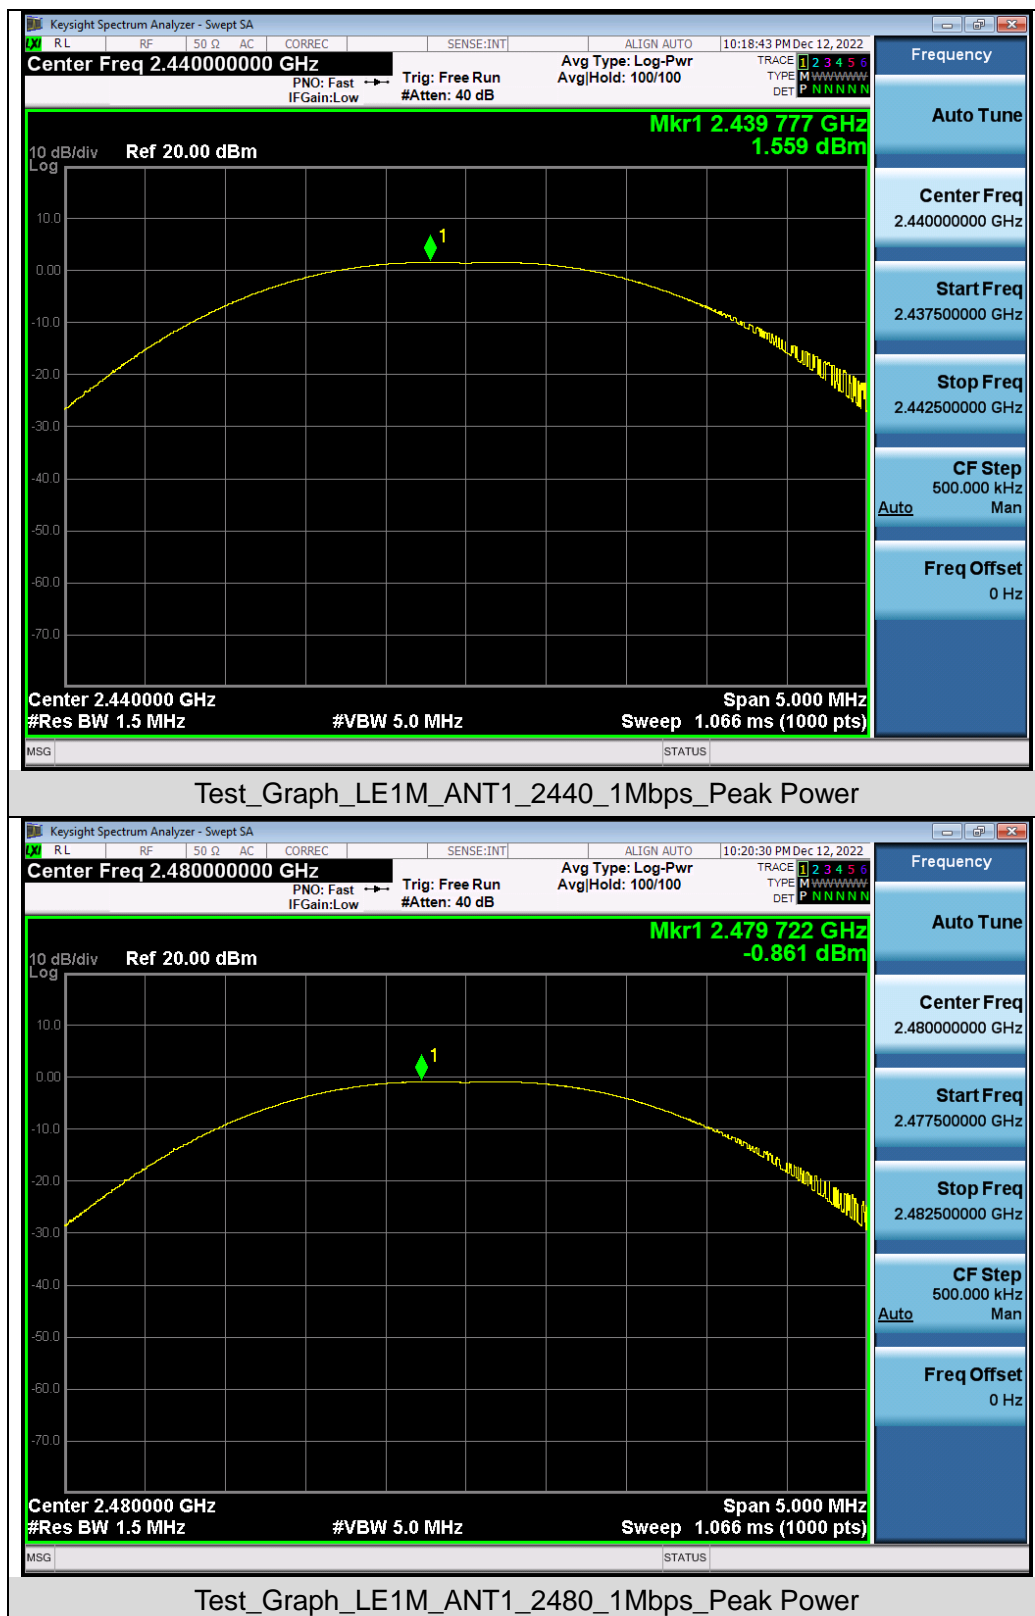 Keysight Spectrum Analyzer - Swept SA
LXI RL RF 50 Ω AC CORREC SENSE:INT ALIGN AUTO 10:18:43 PM Dec 12, 2022
Center Freq 2.440000000 GHz
PNO: Fast
IFGain:Low
Trig: Free Run
#Atten: 40 dB
Avg Type: Log-Pwr
Avg|Hold: 100/100
TRACE 1 2 3 4 5 6
TYPE M WWWWW
DET P N N N N N
Frequency
Mkr1 2.439 777 GHz
1.559 dBm
10 dB/div Ref 20.00 dBm
Log
10.0
0.00
-10.0
-20.0
-30.0
-40.0
-50.0
-60.0
-70.0
1
Center 2.440000 GHz
Span 5.000 MHz
#Res BW 1.5 MHz #VBW 5.0 MHz Sweep 1.066 ms (1000 pts)
MSG STATUS
Auto Tune
Center Freq
2.440000000 GHz
Start Freq
2.437500000 GHz
Stop Freq
2.442500000 GHz
CF Step
500.000 kHz
Auto Man
Freq Offset
0 Hz
Test_Graph_LE1M_ANT1_2440_1Mbps_Peak Power
Keysight Spectrum Analyzer - Swept SA
LXI RL RF 50 Ω AC CORREC SENSE:INT ALIGN AUTO 10:20:30 PM Dec 12, 2022
Center Freq 2.480000000 GHz
PNO: Fast
IFGain:Low
Trig: Free Run
#Atten: 40 dB
Avg Type: Log-Pwr
Avg|Hold: 100/100
TRACE 1 2 3 4 5 6
TYPE M WWWWW
DET P N N N N N
Frequency
Mkr1 2.479 722 GHz
-0.861 dBm
10 dB/div Ref 20.00 dBm
Log
10.0
0.00
-10.0
-20.0
-30.0
-40.0
-50.0
-60.0
-70.0
1
Center 2.480000 GHz
Span 5.000 MHz
#Res BW 1.5 MHz #VBW 5.0 MHz Sweep 1.066 ms (1000 pts)
MSG STATUS
Auto Tune
Center Freq
2.480000000 GHz
Start Freq
2.477500000 GHz
Stop Freq
2.482500000 GHz
CF Step
500.000 kHz
Auto Man
Freq Offset
0 Hz
Test_Graph_LE1M_ANT1_2480_1Mbps_Peak Power